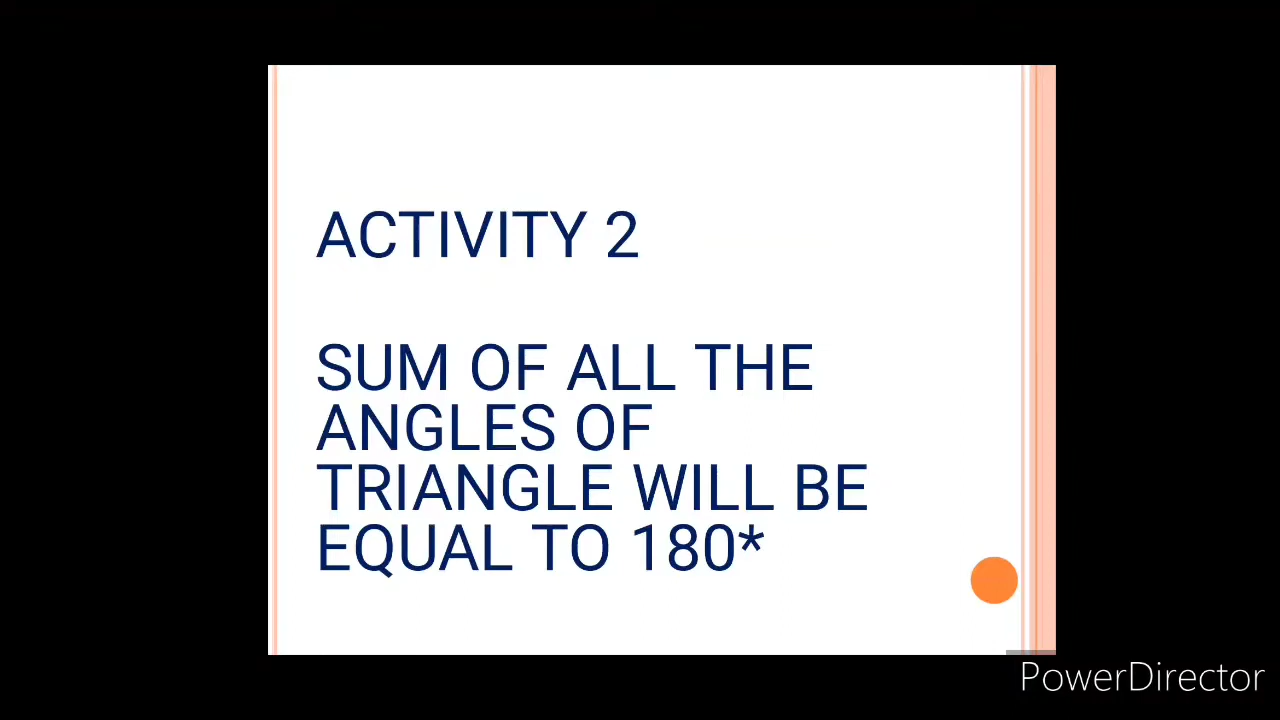 ACTIVITY 2
SUM OF ALL THE
ANGLES OF
TRIANGLE WILL BE
EQUAL TO 180*
PowerDirector